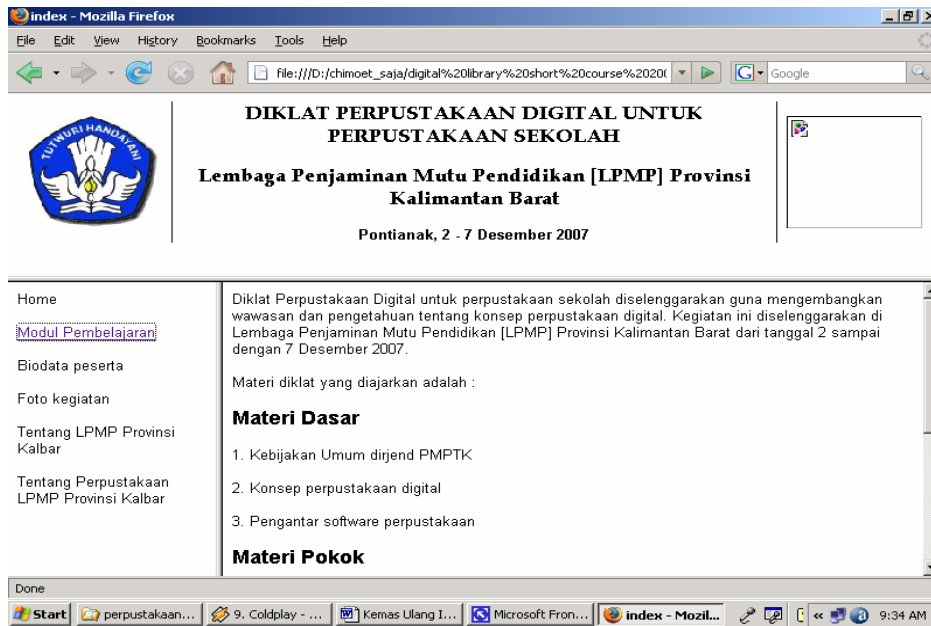 index - Mozilla Firefox
File Edit View History Bookmarks Tools Help
file:///D:/chimoet_saja/digital%20library%20short%20course%2020(
G Google
TUTWURI HANDAYANI
DIKLAT PERPUSTAKAAN DIGITAL UNTUK
PERPUSTAKAAN SEKOLAH
Lembaga Penjaminan Mutu Pendidikan [LPMP] Provinsi
Kalimantan Barat
Pontianak, 2 - 7 Desember 2007
Home
Modul Pembelajaran
Biodata peserta
Foto kegiatan
Tentang LPMP Provinsi
Kalbar
Tentang Perpustakaan
LPMP Provinsi Kalbar
Diklat Perpustakaan Digital untuk perpustakaan sekolah diselenggarakan guna mengembangkan
wawasan dan pengetahuan tentang konsep perpustakaan digital. Kegiatan ini diselenggarakan di
Lembaga Penjaminan Mutu Pendidikan [LPMP] Provinsi Kalimantan Barat dari tanggal 2 sampai
dengan 7 Desember 2007.
Materi diklat yang diajarkan adalah :
Materi Dasar
1. Kebijakan Umum dirjend PMPTK
2. Konsep perpustakaan digital
3. Pengantar software perpustakaan
Materi Pokok
Done
Start perpustakaan... 9. Coldplay - ... Kemas Ulang I... Microsoft Fron... index - Mozil... « 9:34 AM